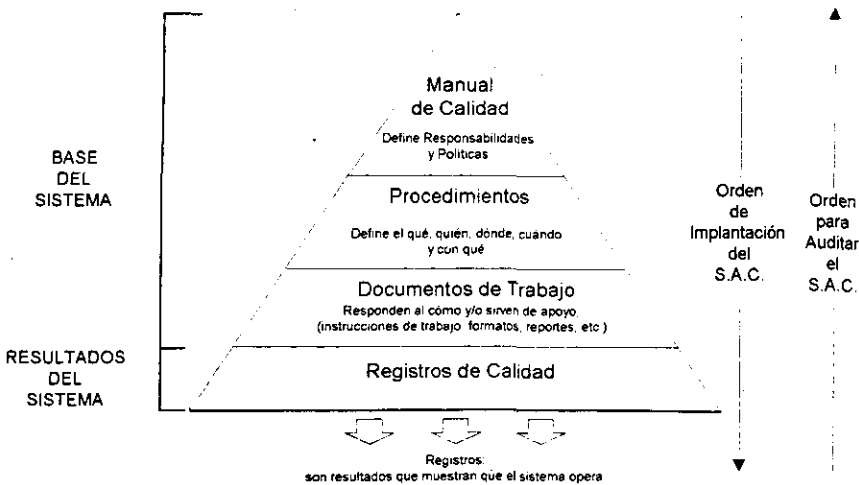 Manual
de Calidad
Define Responsabilidades
y Políticas
BASE
DEL
SISTEMA
Procedimientos
Define el qué, quién, dónde, cuándo
y con qué
Documentos de Trabajo
Responden al cómo y/o sirven de apoyo,
(instrucciones de trabajo formatos, reportes, etc )
RESULTADOS
DEL
SISTEMA
Registros de Calidad
Registros:
son resultados que muestran que el sistema opera
Orden
de
Implantación
del
S.A.C.
Orden
para
Auditar
el
S.A.C.